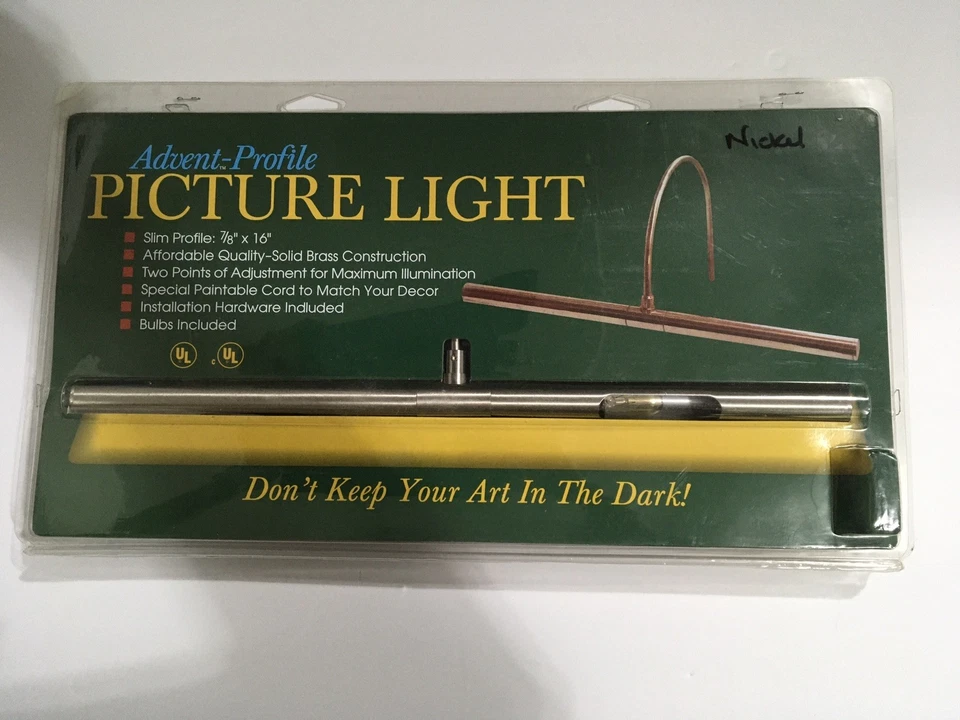 Nickel
Advent-Profile™
PICTURE LIGHT
Slim Profile: 7/8" x 16"
Affordable Quality-Solid Brass Construction
Two Points of Adjustment for Maximum Illumination
Special Paintable Cord to Match Your Decor
Installation Hardware Indluded
Bulbs Included
UL c UL
Don't Keep Your Art In The Dark!